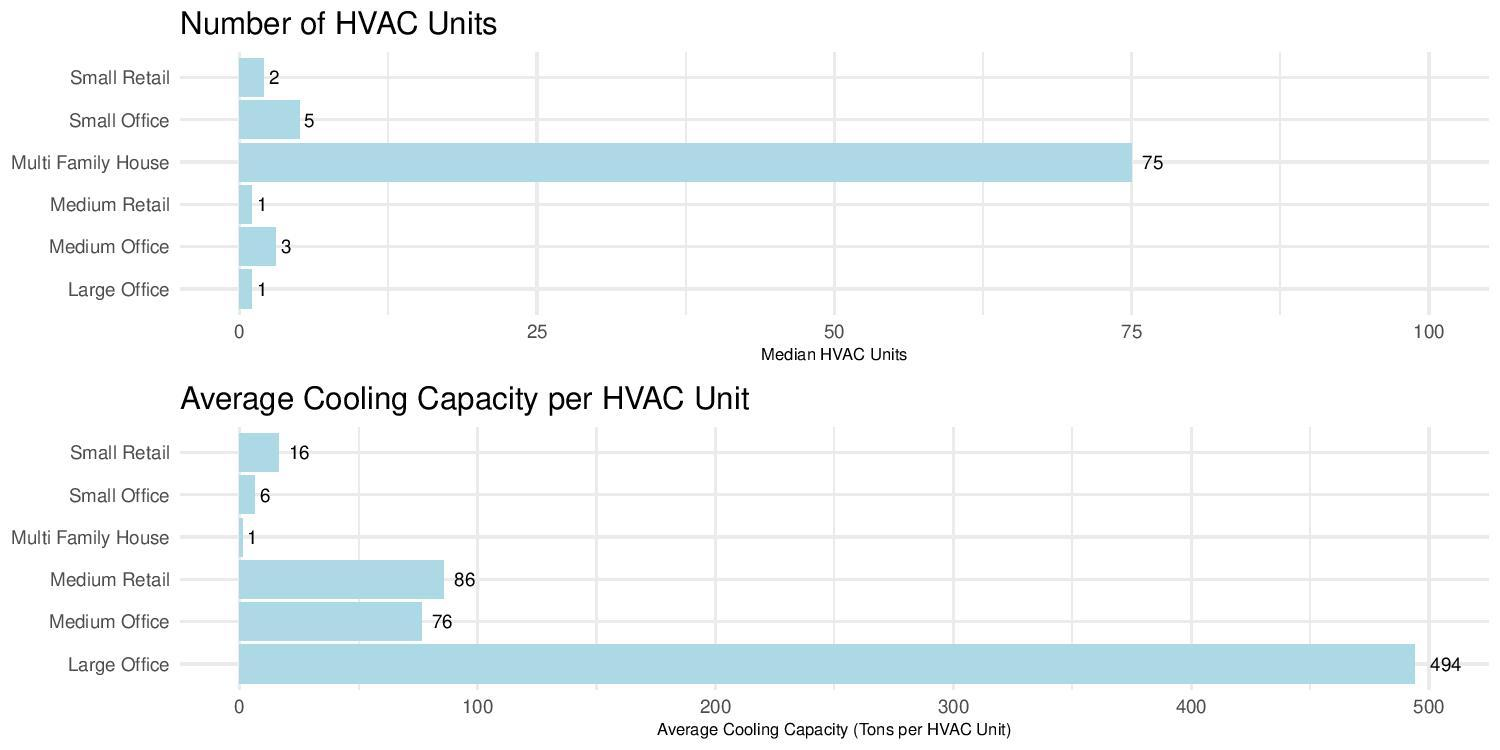 Number of HVAC Units
Small Retail 2
Small Office 5
Multi Family House 75
Medium Retail 1
Medium Office 3
Large Office 1
0 25 50 75 100
Median HVAC Units
Average Cooling Capacity per HVAC Unit
Small Retail 16
Small Office 6
Multi Family House 1
Medium Retail 86
Medium Office 76
Large Office 494
0 100 200 300 400 500
Average Cooling Capacity (Tons per HVAC Unit)